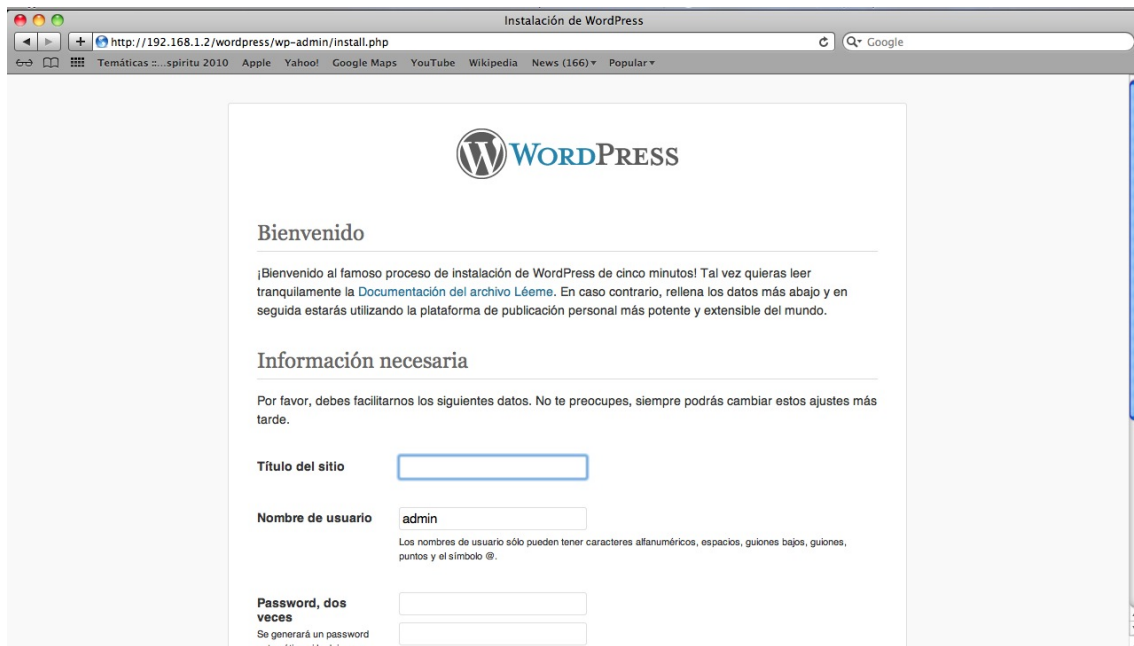 Instalación de WordPress
http://192.168.1.2/wordpress/wp-admin/install.php
Google
Temáticas ::...spiritu 2010 Apple Yahoo! Google Maps YouTube Wikipedia News (166) Popular
WORDPRESS
Bienvenido
¡Bienvenido al famoso proceso de instalación de WordPress de cinco minutos! Tal vez quieras leer
tranquilamente la Documentación del archivo Léeme. En caso contrario, rellena los datos más abajo y en
seguida estarás utilizando la plataforma de publicación personal más potente y extensible del mundo.
Información necesaria
Por favor, debes facilitarnos los siguientes datos. No te preocupes, siempre podrás cambiar estos ajustes más
tarde.
Título del sitio
Nombre de usuario admin
Los nombres de usuario sólo pueden tener caracteres alfanuméricos, espacios, guiones bajos, guiones,
puntos y el símbolo @.
Password, dos
veces
Se generará un password